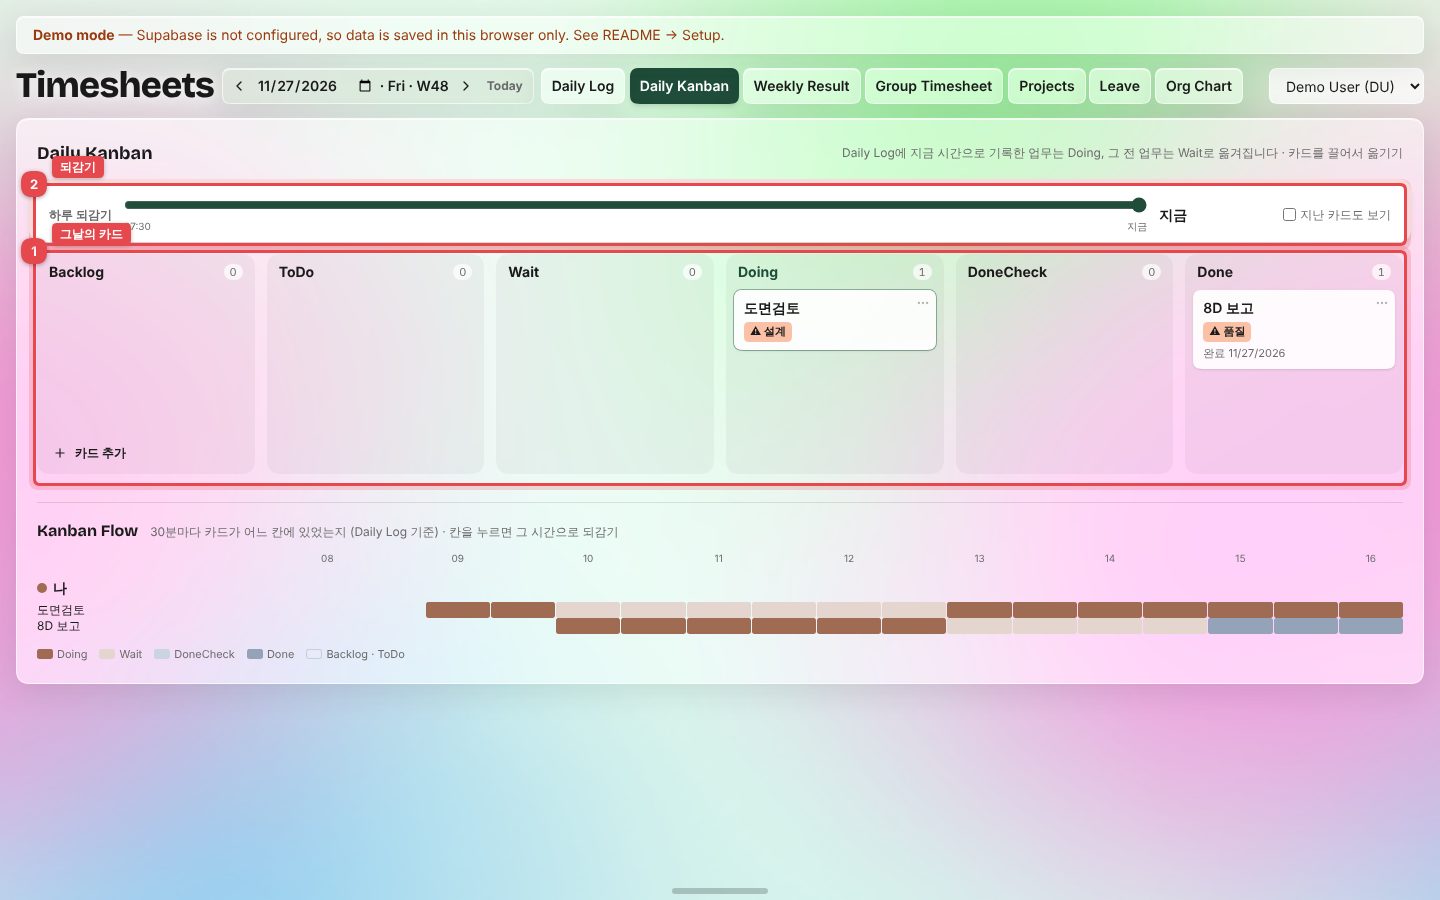 Demo mode — Supabase is not configured, so data is saved in this browser only. See README → Setup.
Timesheets
11/27/2026 · Fri · W48 Today
Daily Log Daily Kanban Weekly Result Group Timesheet Projects Leave Org Chart
Demo User (DU)
Daily Kanban
Daily Log에 지금 시간으로 기록한 업무는 Doing, 그 전 업무는 Wait로 옮겨집니다 · 카드를 끌어서 옮기기
되감기
2
하루 되감기
7:30
지금
지금
지난 카드도 보기
그날의 카드
1
Backlog 0
ToDo 0
Wait 0
Doing 1
DoneCheck 0
Done 1
도면검토
설계
8D 보고
품질
완료 11/27/2026
+ 카드 추가
Kanban Flow 30분마다 카드가 어느 칸에 있었는지 (Daily Log 기준) · 칸을 누르면 그 시간으로 되감기
08 09 10 11 12 13 14 15 16
나
도면검토
8D 보고
Doing Wait DoneCheck Done Backlog · ToDo